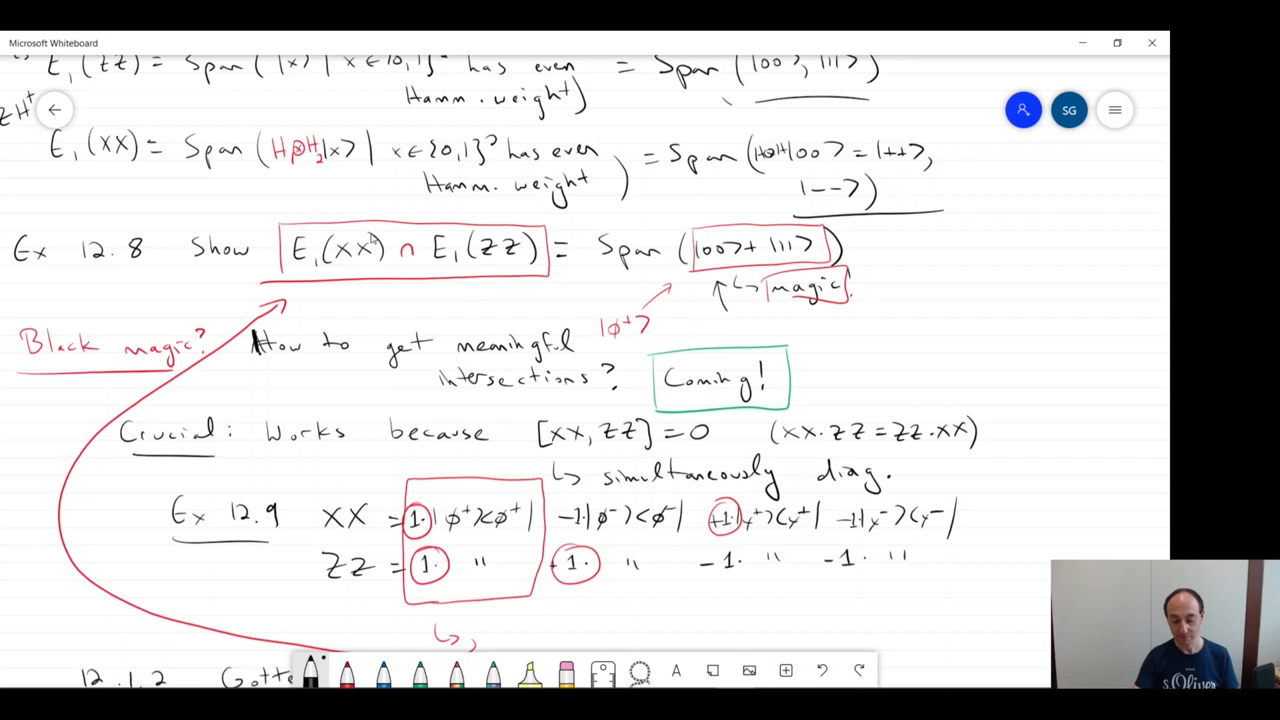 Microsoft Whiteboard
E₁(ZZ) = Span(|x> | x ∈ {0,1}² has even Hamm. weight) = Span(|00>, |11>)
ZH†
SG
E₁(XX) = Span(H⊗H₂|x> | x ∈ {0,1}² has even Hamm. weight) = Span(H⊗H|00> = |++>,
|-->)
Ex 12.8 Show E₁(XX) ∩ E₁(ZZ) = Span(|00>+|11>)
↑↪ magic!
|φ⁺>
Black magic? How to get meaningful
intersections? Coming!
Crucial: Works because [XX, ZZ] = 0 (XX·ZZ = ZZ·XX)
↪ simultaneously diag.
Ex 12.9 XX = 1·|φ⁺><φ⁺| -1·|φ⁻><φ⁻| +1·|ψ⁺><ψ⁺| -1·|ψ⁻><ψ⁻|
ZZ = 1· " +1· " -1· " -1· "
↪
12.1.2 Gotte
s.Oliver